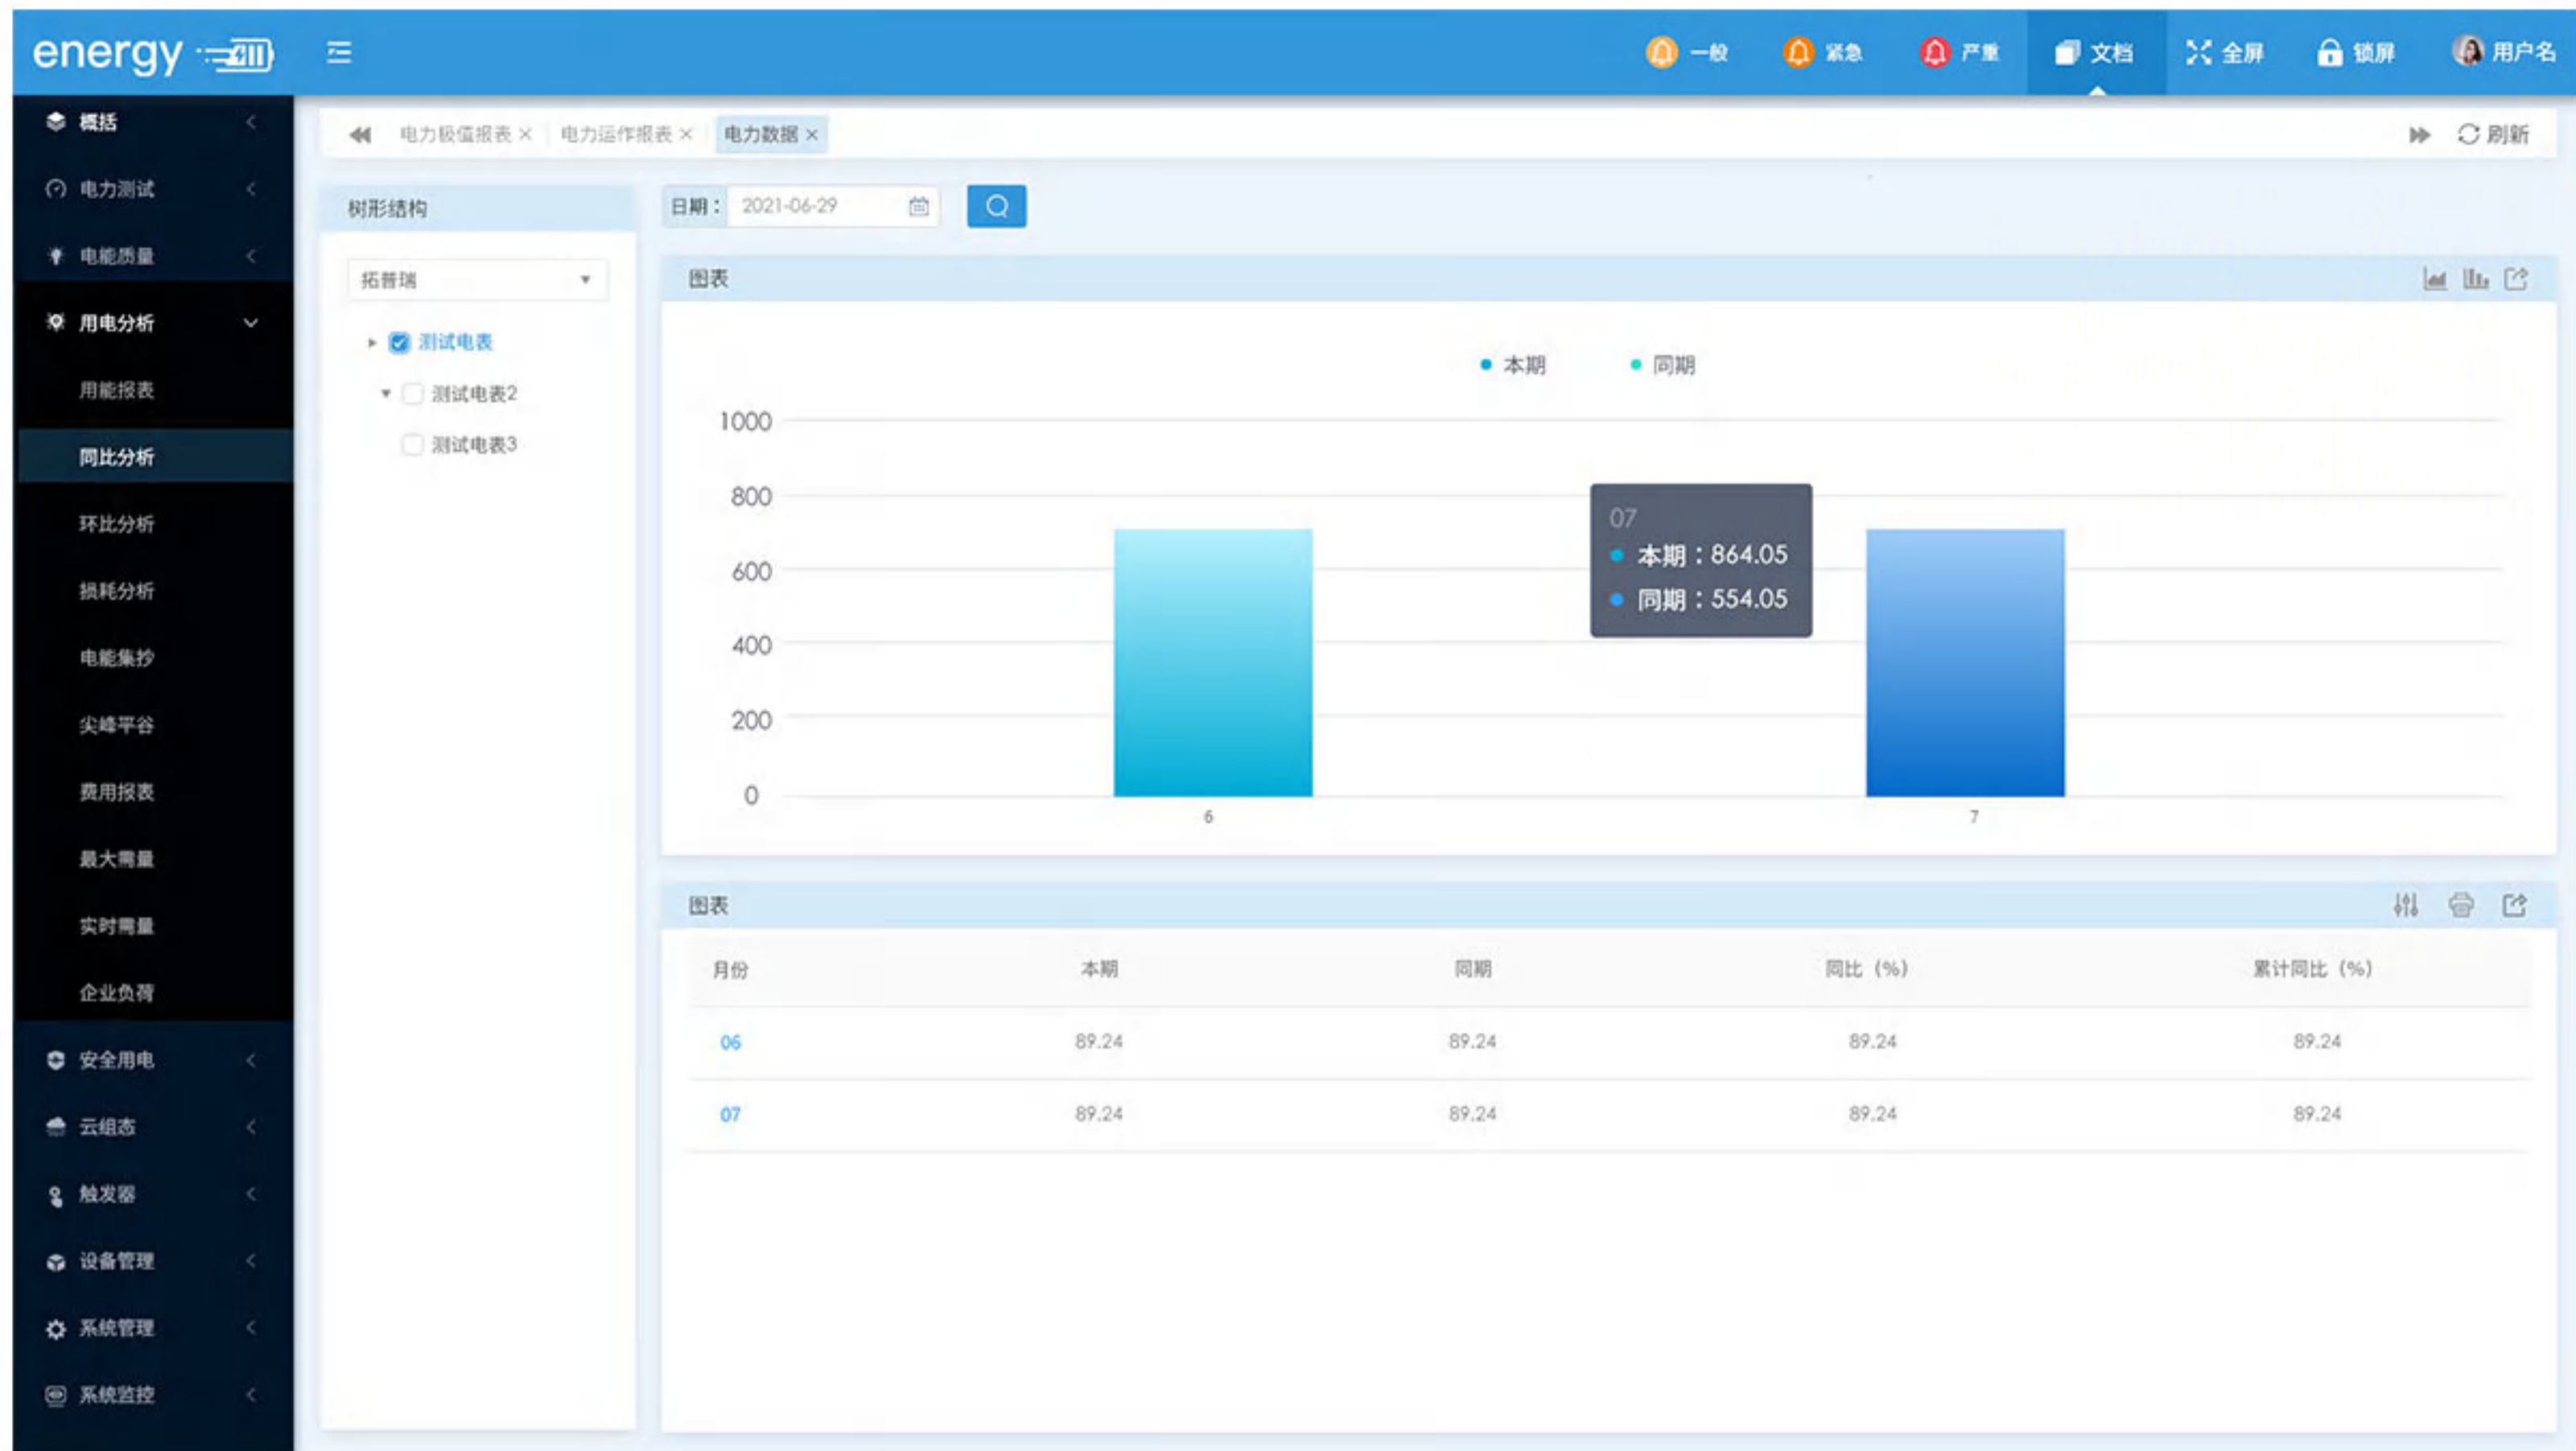 energy
一般 紧急 严重 文档 全屏 锁屏 用户名
概括
电力测试
电能质量
用电分析
用能报表
同比分析
环比分析
损耗分析
电能集抄
尖峰平谷
费用报表
最大需量
实时需量
企业负荷
安全用电
云组态
触发器
设备管理
系统管理
系统监控
电力极值报表 × 电力运作报表 × 电力数据 × 刷新
树形结构
拓普瑞
测试电表
测试电表2
测试电表3
日期： 2021-06-29
图表
本期 同期
1000
800
600
400
200
0
07
本期：864.05
同期：554.05
6 7
图表
月份 本期 同期 同比（%） 累计同比（%）
06 89.24 89.24 89.24 89.24
07 89.24 89.24 89.24 89.24